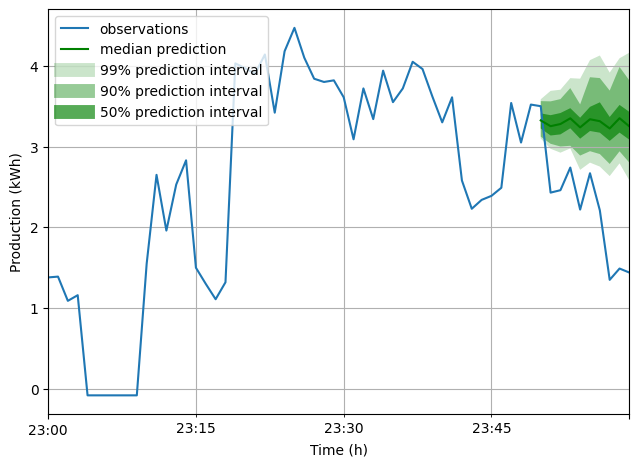 observations
median prediction
99% prediction interval
90% prediction interval
50% prediction interval
Production (kWh)
4
3
2
1
0
23:00
23:15
23:30
23:45
Time (h)